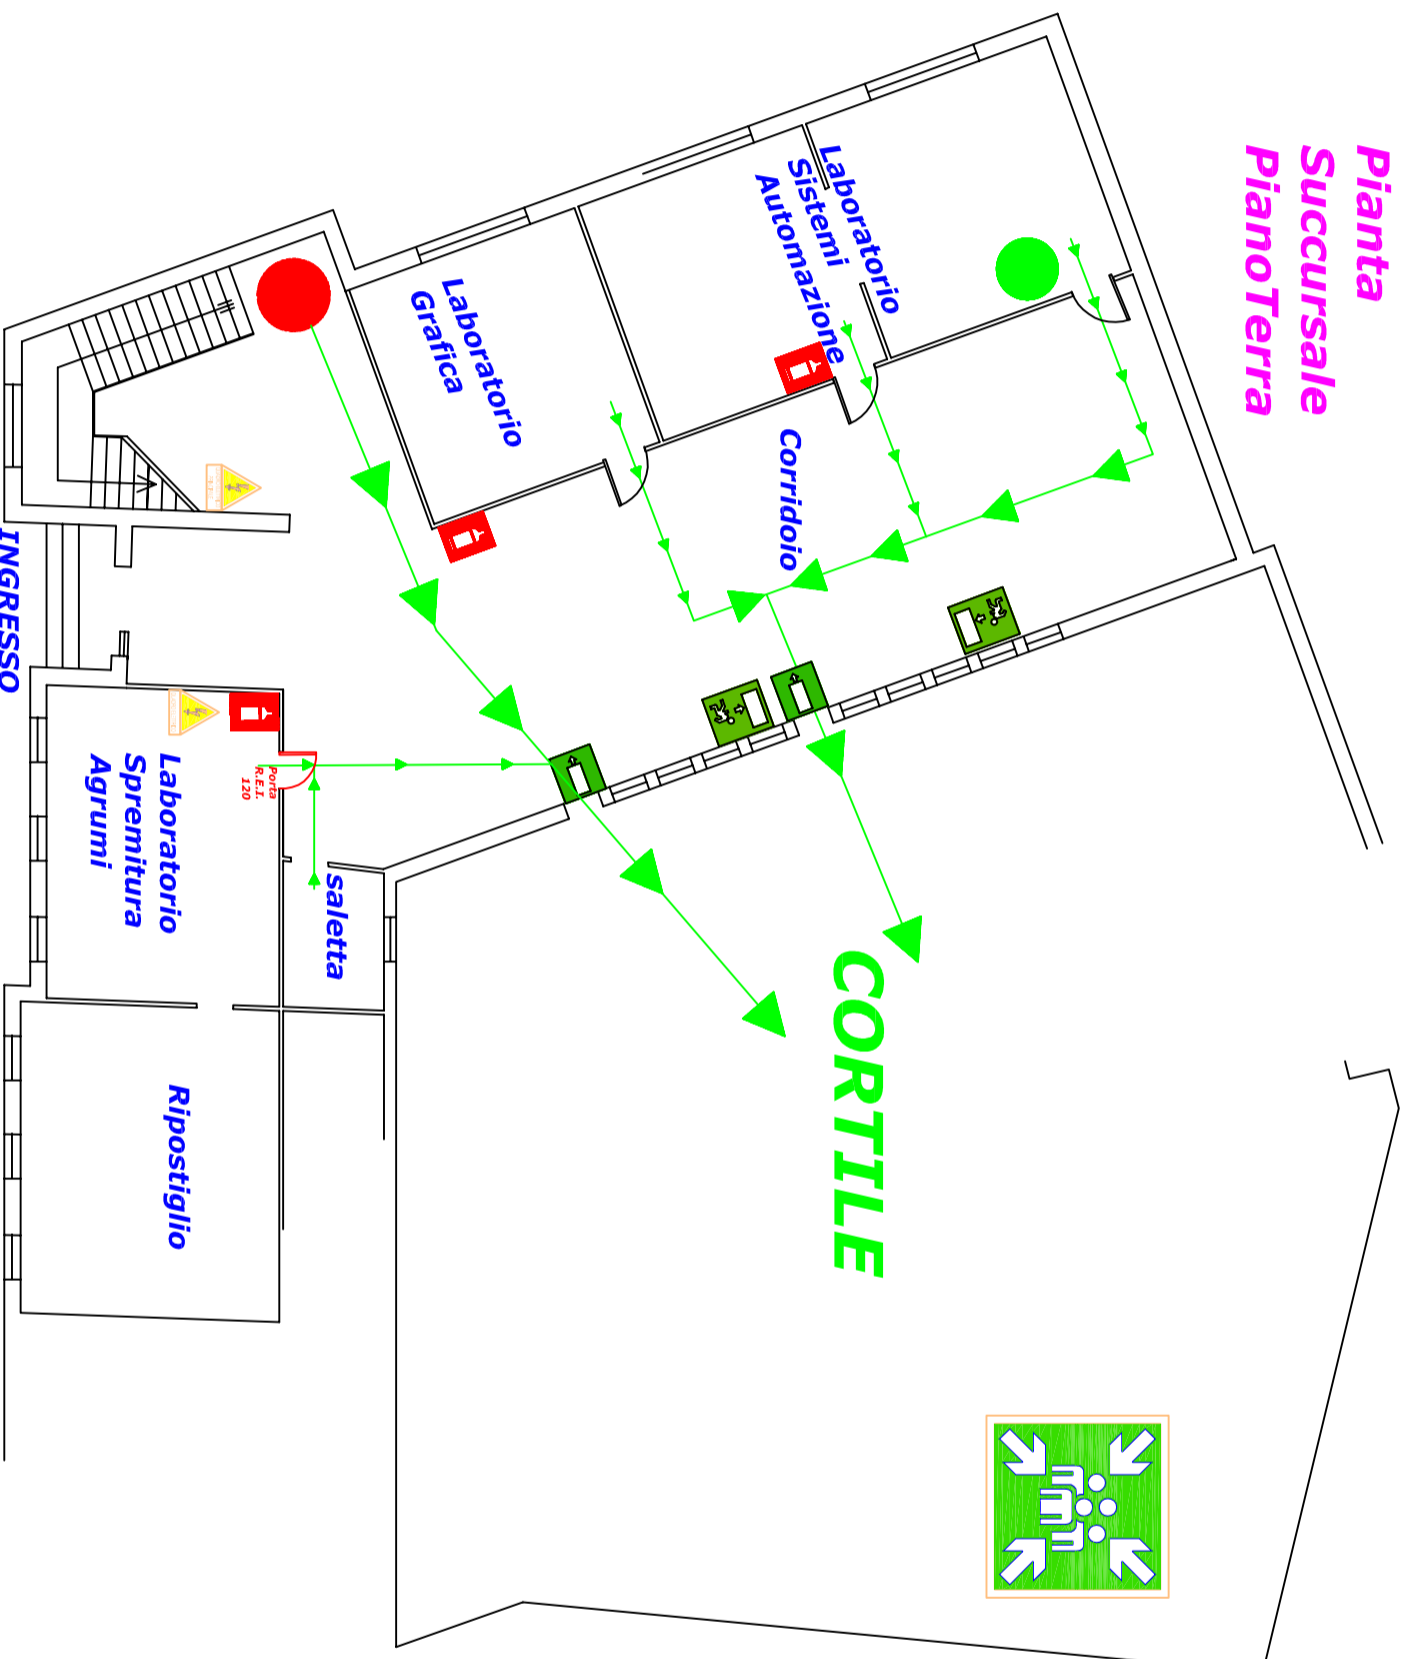 Pianta
Succursale
PianoTerra
Laboratorio
Sistemi
Automazione
Laboratorio
Grafica
Corridoio
INGRESSO
Porta
R.E.I.
120
Laboratorio
Spremitura
Agrumi
saletta
Ripostiglio
CORTILE